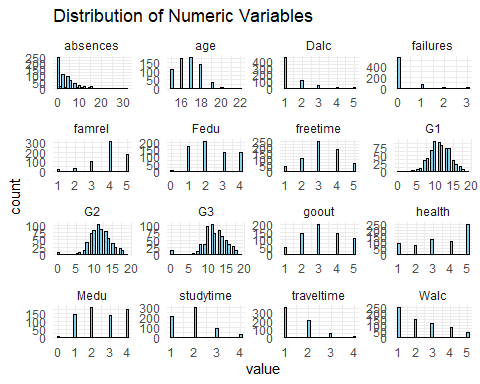 Distribution of Numeric Variables
absences age Dalc failures
250 200 150 100 50 0
150 100 50 0
400 300 200 100 0
400 200 0
0 10 20 30 16 18 20 22 1 2 3 4 5 0 1 2 3
famrel Fedu freetime G1
300 200 100 0
200 150 100 50 0
250 200 150 100 50 0
75 50 25 0
1 2 3 4 5 0 1 2 3 4 1 2 3 4 5 0 5 10 15 20
G2 G3 goout health
100 75 50 25 0
100 75 50 25 0
200 150 100 50 0
250 200 150 100 50 0
0 5 10 15 20 0 5 10 15 20 1 2 3 4 5 1 2 3 4 5
Medu studytime traveltime Walc
150 100 50 0
300 200 100 0
300 200 100 0
250 200 150 100 50 0
0 1 2 3 4 1 2 3 4 1 2 3 4 1 2 3 4 5
count
value